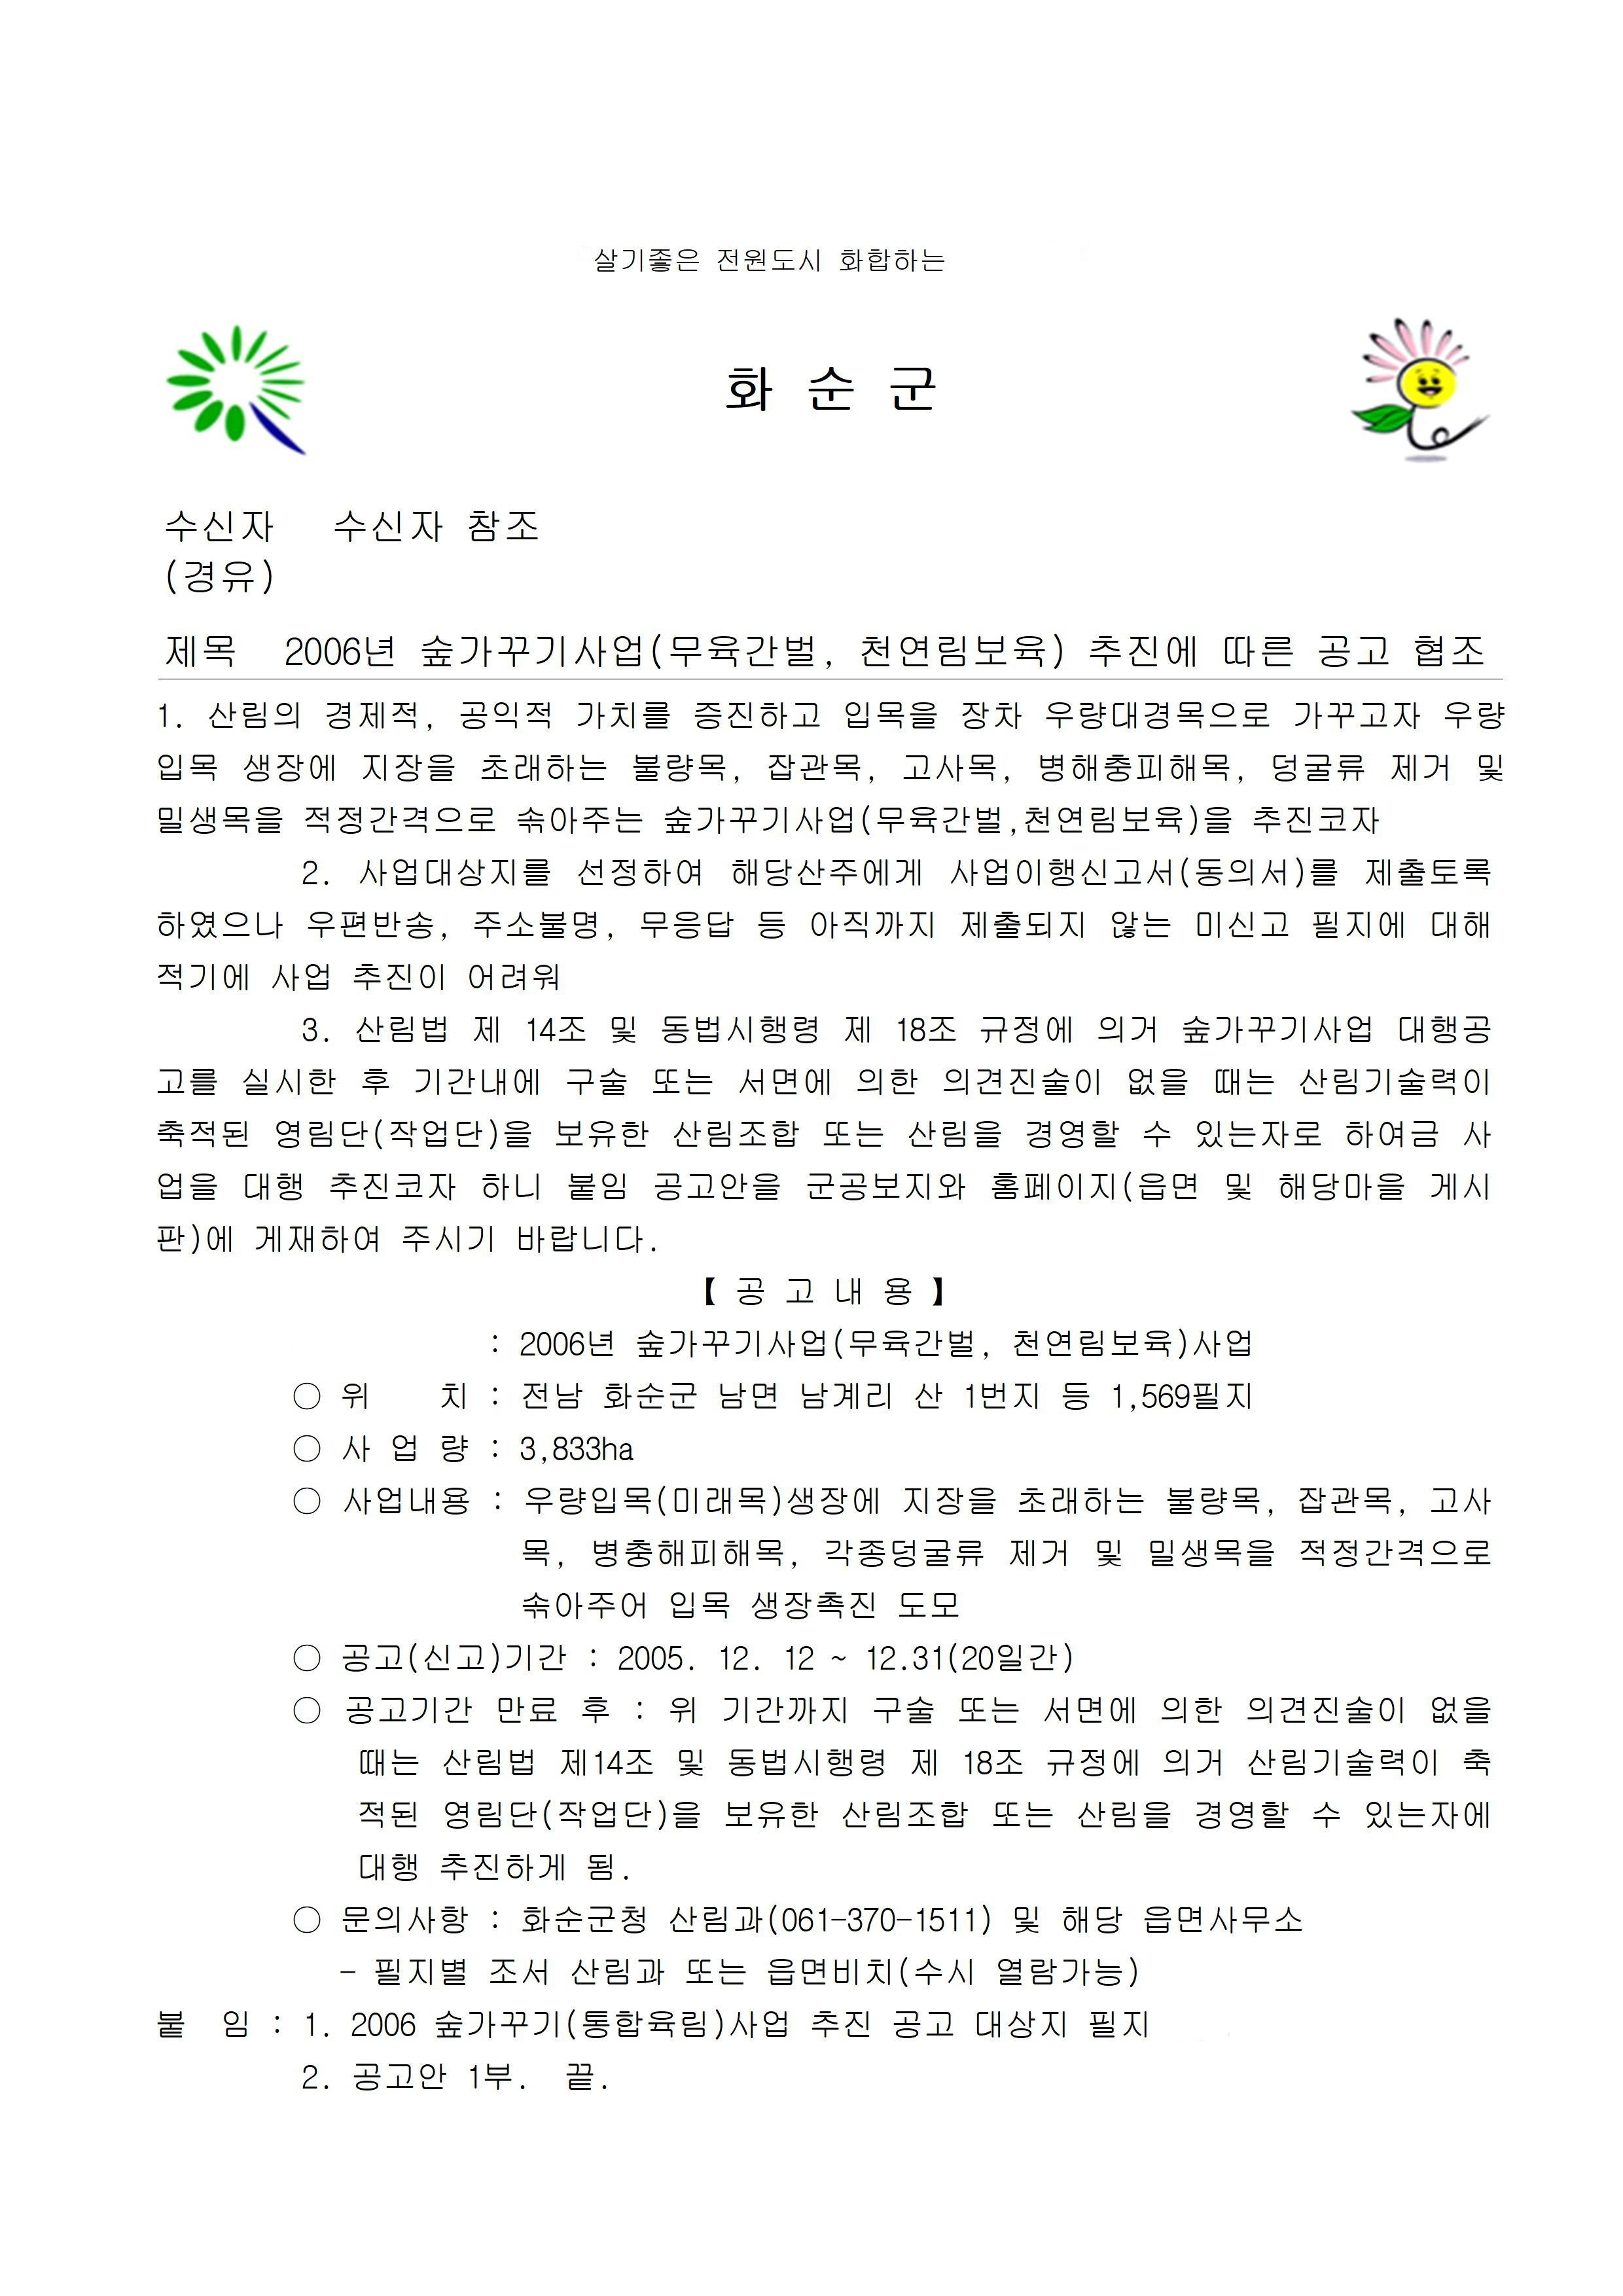 살기좋은 전원도시 화합하는
화 순 군
수신자 수신자 참조
(경유)
제목 2006년 숲가꾸기사업(무육간벌, 천연림보육) 추진에 따른 공고 협조
1. 산림의 경제적, 공익적 가치를 증진하고 입목을 장차 우량대경목으로 가꾸고자 우량
입목 생장에 지장을 초래하는 불량목, 잡관목, 고사목, 병해충피해목, 덩굴류 제거 및
밀생목을 적정간격으로 솎아주는 숲가꾸기사업(무육간벌,천연림보육)을 추진코자
2. 사업대상지를 선정하여 해당산주에게 사업이행신고서(동의서)를 제출토록
하였으나 우편반송, 주소불명, 무응답 등 아직까지 제출되지 않는 미신고 필지에 대해
적기에 사업 추진이 어려워
3. 산림법 제 14조 및 동법시행령 제 18조 규정에 의거 숲가꾸기사업 대행공
고를 실시한 후 기간내에 구술 또는 서면에 의한 의견진술이 없을 때는 산림기술력이
축적된 영림단(작업단)을 보유한 산림조합 또는 산림을 경영할 수 있는자로 하여금 사
업을 대행 추진코자 하니 붙임 공고안을 군공보지와 홈페이지(읍면 및 해당마을 게시
판)에 게재하여 주시기 바랍니다.
【 공 고 내 용 】
: 2006년 숲가꾸기사업(무육간벌, 천연림보육)사업
○ 위 치 : 전남 화순군 남면 남계리 산 1번지 등 1,569필지
○ 사 업 량 : 3,833ha
○ 사업내용 : 우량입목(미래목)생장에 지장을 초래하는 불량목, 잡관목, 고사
목, 병충해피해목, 각종덩굴류 제거 및 밀생목을 적정간격으로
솎아주어 입목 생장촉진 도모
○ 공고(신고)기간 : 2005. 12. 12 ~ 12.31(20일간)
○ 공고기간 만료 후 : 위 기간까지 구술 또는 서면에 의한 의견진술이 없을
때는 산림법 제14조 및 동법시행령 제 18조 규정에 의거 산림기술력이 축
적된 영림단(작업단)을 보유한 산림조합 또는 산림을 경영할 수 있는자에
대행 추진하게 됨.
○ 문의사항 : 화순군청 산림과(061-370-1511) 및 해당 읍면사무소
- 필지별 조서 산림과 또는 읍면비치(수시 열람가능)
붙 임 : 1. 2006 숲가꾸기(통합육림)사업 추진 공고 대상지 필지
2. 공고안 1부. 끝.